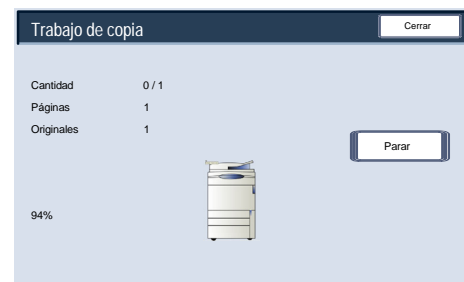 Trabajo de copia
Cerrar
Cantidad 0 / 1
Páginas 1
Originales 1
Parar
94%